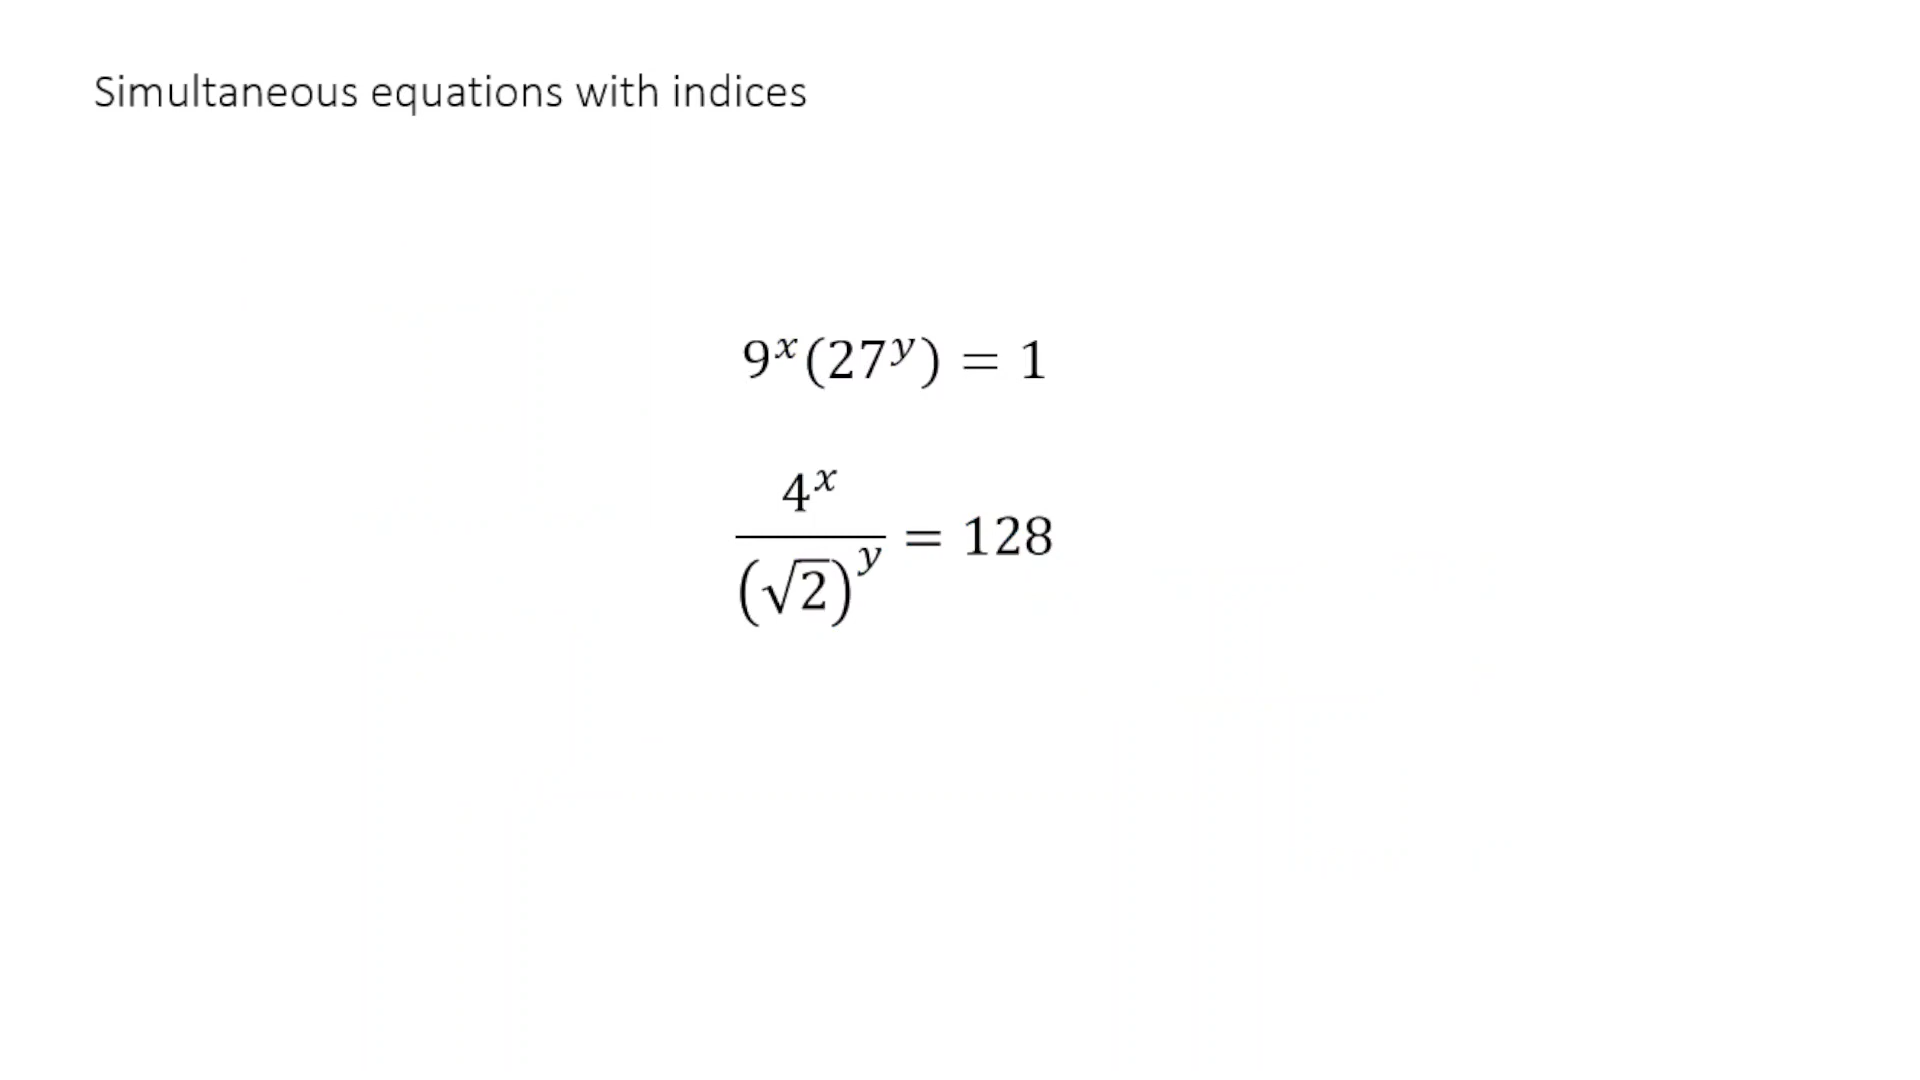 Simultaneous equations with indices
9^x(27^y) = 1
4^x/(√2)^y = 128